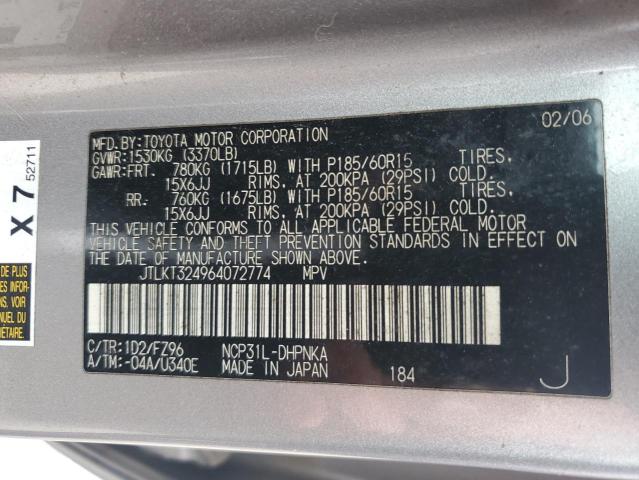 02/06
MFD. BY: TOYOTA MOTOR CORPORATION
GVWR: 1530KG (3370LB)
GAWR: FRT. 780KG (1715LB) WITH P185/60R15 TIRES,
15X6JJ RIMS, AT 200KPA (29PSI) COLD.
RR. 760KG (1675LB) WITH P185/60R15 TIRES,
15X6JJ RIMS, AT 200KPA (29PSI) COLD.
THIS VEHICLE CONFORMS TO ALL APPLICABLE FEDERAL MOTOR
VEHICLE SAFETY AND THEFT PREVENTION STANDARDS IN EFFECT ON
THE DATE OF MANUFACTURE SHOWN ABOVE.
JTLKT324964072774 MPV
C/TR: 1D2/FZ96 NCP31L-DHPNKA
A/TM: -04A/U340E MADE IN JAPAN 184 J
X 7
52711